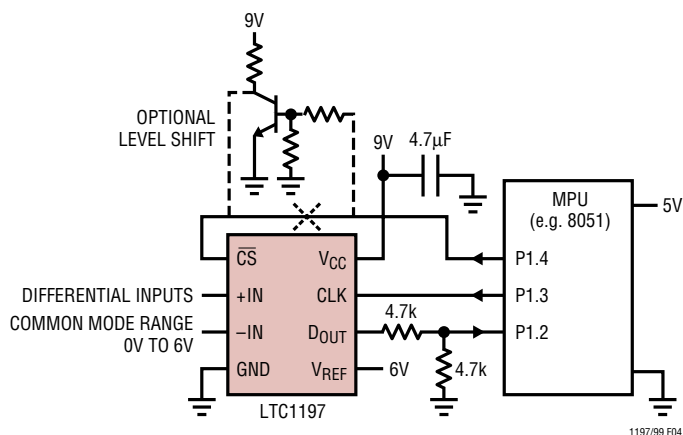 9V
OPTIONAL
LEVEL SHIFT
9V
4.7µF
MPU
(e.g. 8051)
5V
CS
VCC
P1.4
DIFFERENTIAL INPUTS
+IN
CLK
P1.3
COMMON MODE RANGE
0V TO 6V
–IN
DOUT
4.7k
P1.2
GND
VREF
6V
4.7k
LTC1197
1197/99 F04